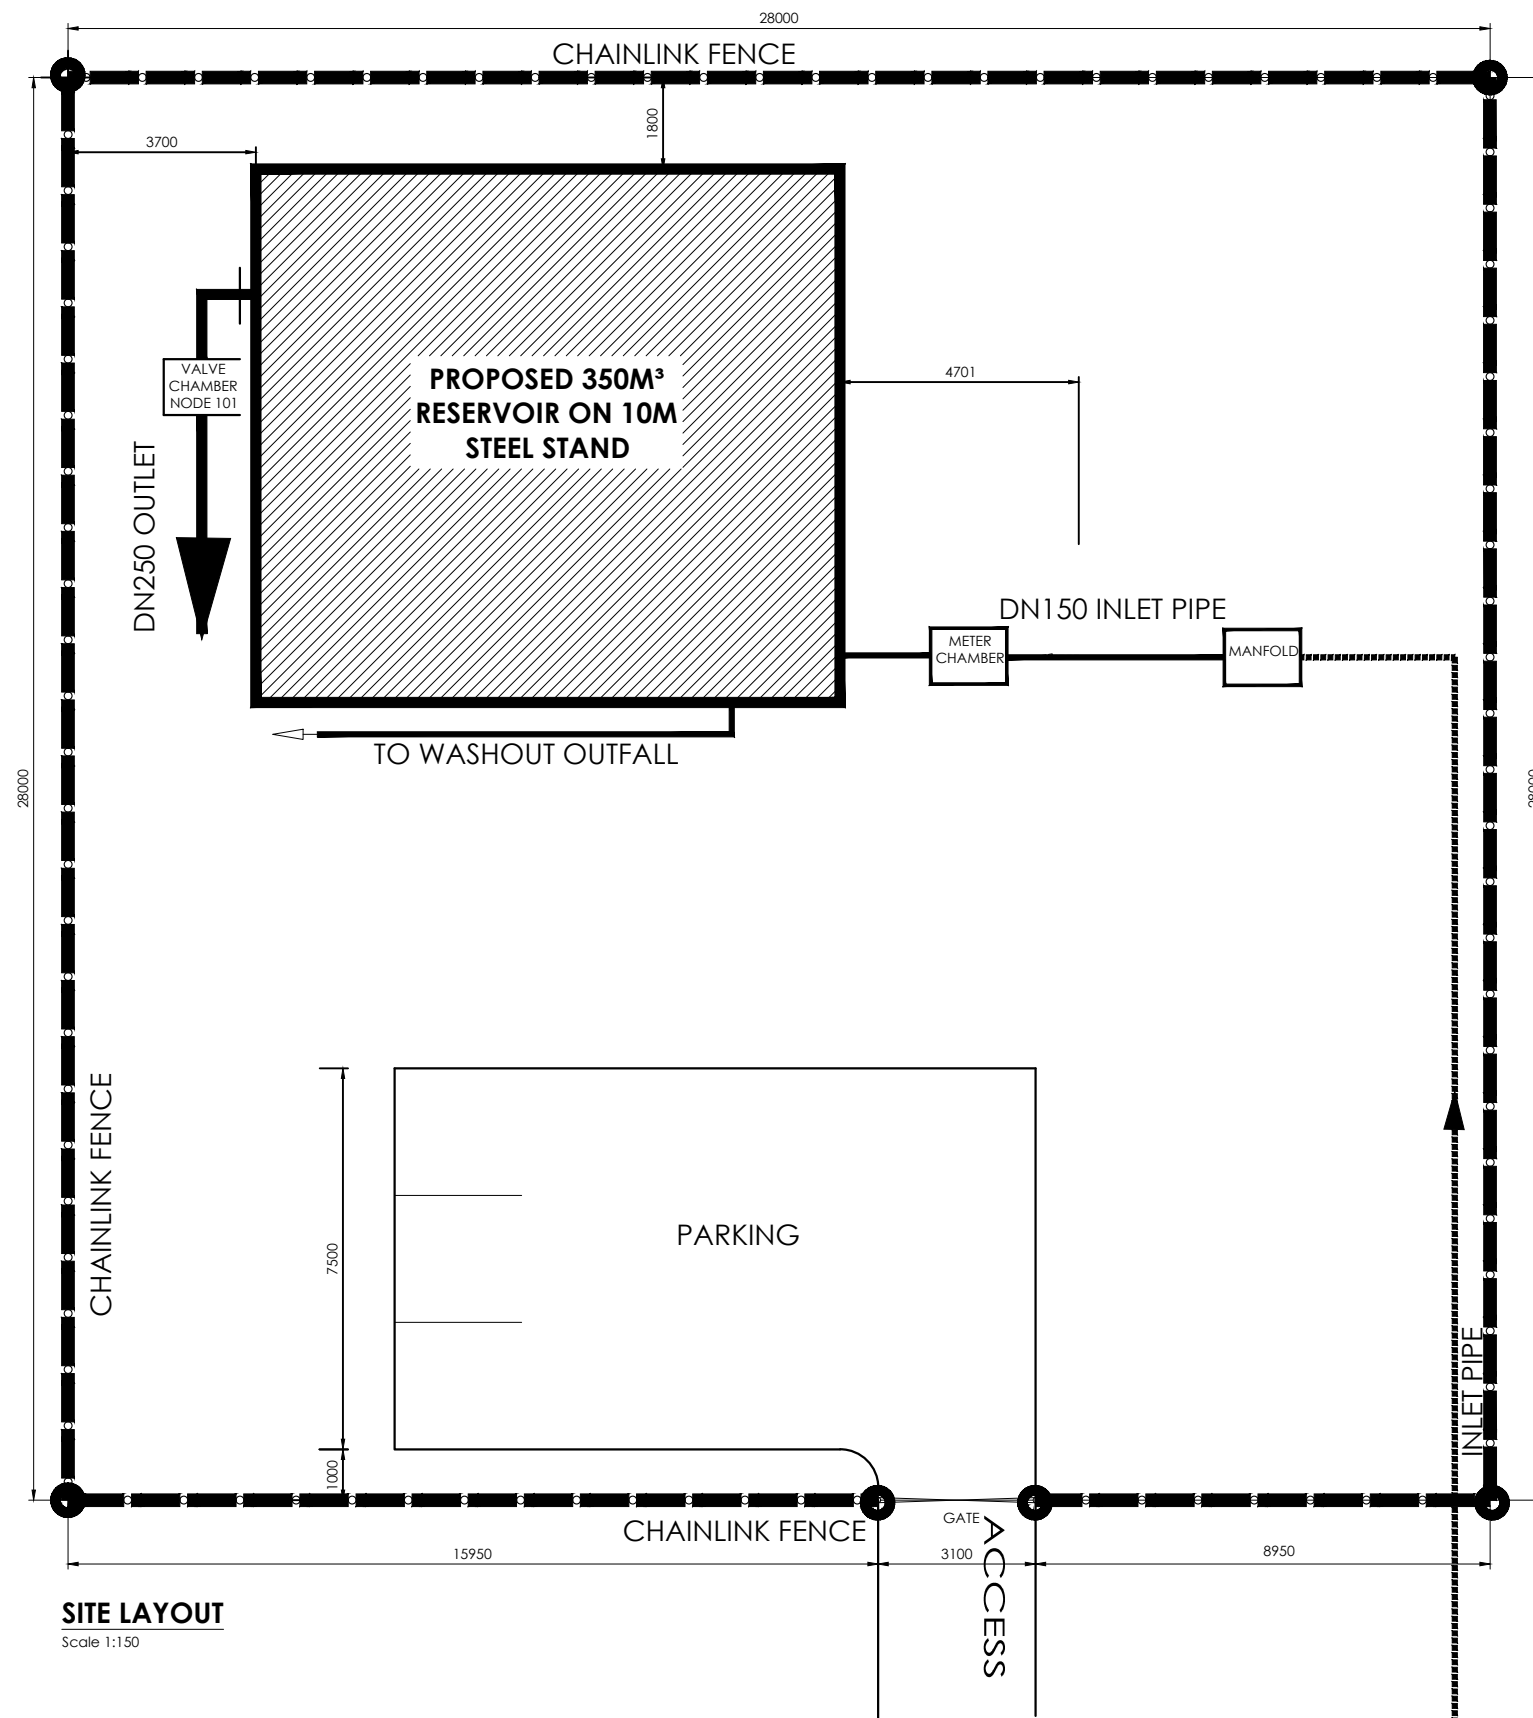 28000
CHAINLINK FENCE
3700
1800
VALVE
CHAMBER
NODE 101
PROPOSED 350M³
RESERVOIR ON 10M
STEEL STAND
4701
DN250 OUTLET
DN150 INLET PIPE
METER
CHAMBER
MANFOLD
TO WASHOUT OUTFALL
28000
28000
CHAINLINK FENCE
7500
PARKING
1000
INLET PIPE
CHAINLINK FENCE
GATE
ACCESS
15950
3100
8950
SITE LAYOUT
Scale 1:150